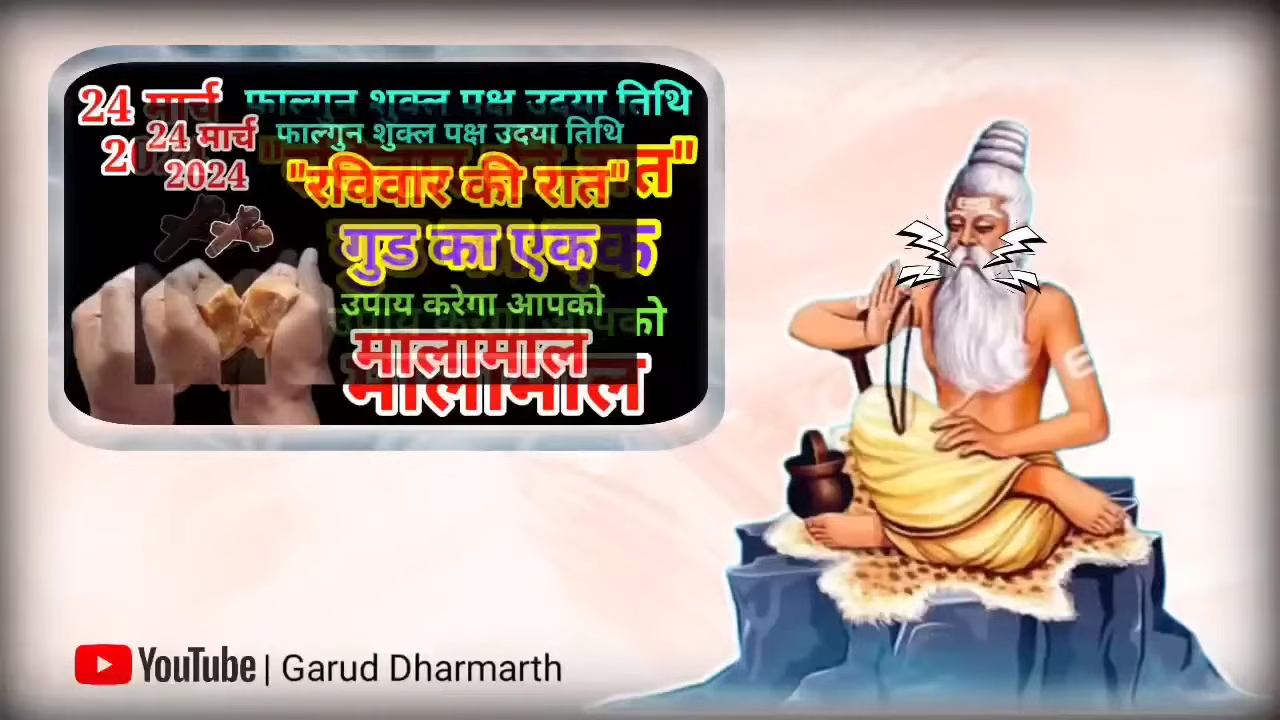 24 मार्च
2024
फाल्गुन शुक्ल पक्ष उदया तिथि
"रविवार की रात"
गुड का एक
उपाय करेगा आपको
मालामाल
YouTube | Garud Dharmarth